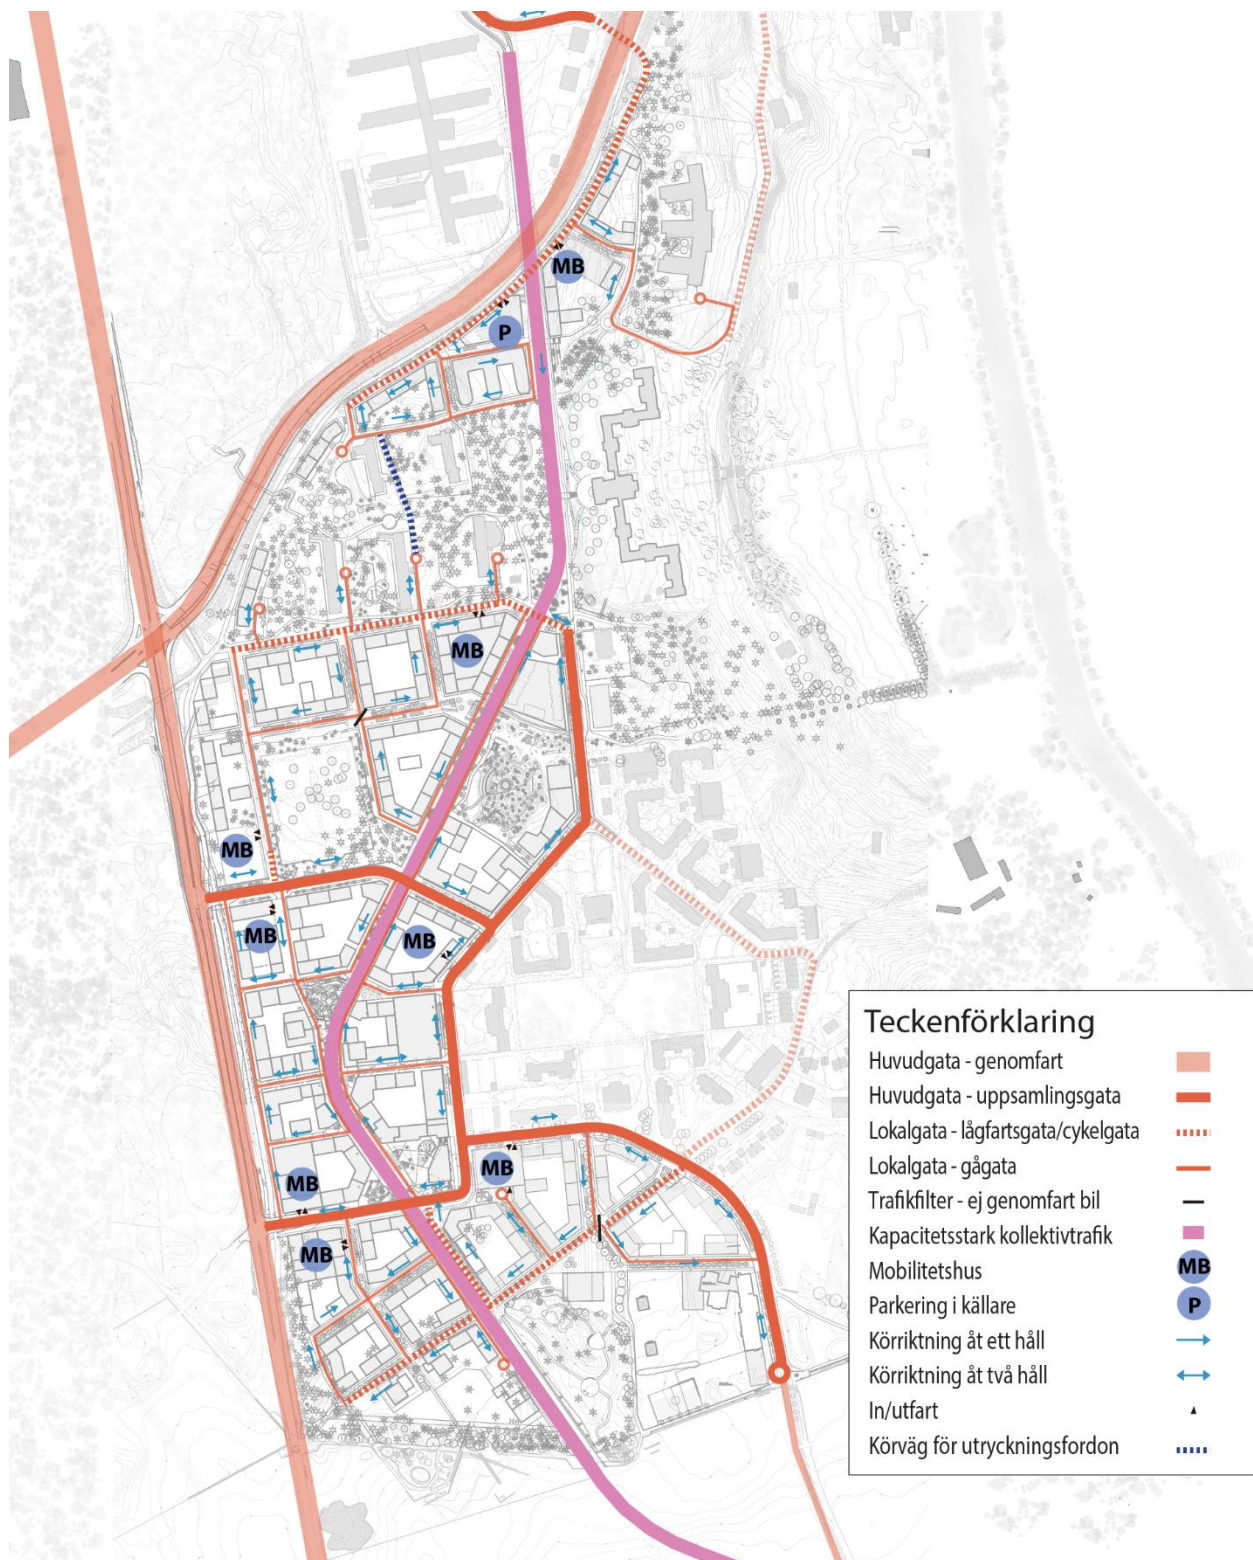 MB
P
MB
MB
MB
MB
MB
MB
MB
Teckenförklaring
Huvudgata - genomfart
Huvudgata - uppsamlingsgata
Lokalgata - lågfartsgata/cykelgata
Lokalgata - gågata
Trafikfilter - ej genomfart bil
Kapacitetsstark kollektivtrafik
Mobilitetshus MB
Parkering i källare P
Körriktning åt ett håll
Körriktning åt två håll
In/utfart
Körväg för utryckningsfordon